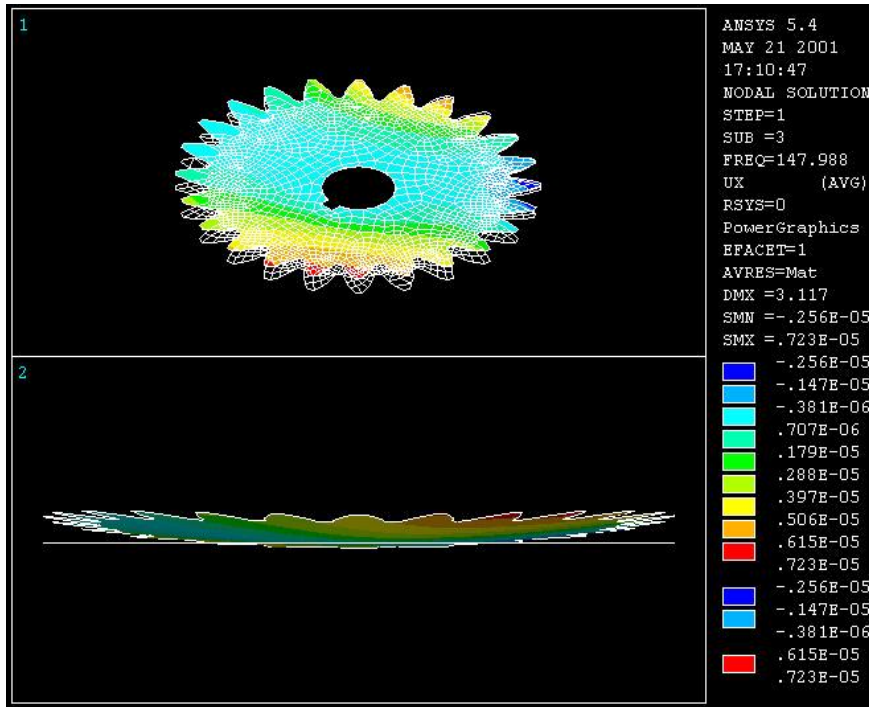 1
2
ANSYS 5.4
MAY 21 2001
17:10:47
NODAL SOLUTION
STEP=1
SUB =3
FREQ=147.988
UX (AVG)
RSYS=0
PowerGraphics
EFACET=1
AVRES=Mat
DMX =3.117
SMN =-.256E-05
SMX =.723E-05
-.256E-05
-.147E-05
-.381E-06
.707E-06
.179E-05
.288E-05
.397E-05
.506E-05
.615E-05
.723E-05
-.256E-05
-.147E-05
-.381E-06
.615E-05
.723E-05